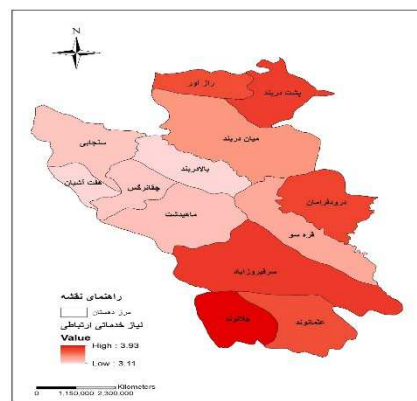 N
راز آور
پشت دربند
میان دربند
سنجابی
بالادربند
هفت آشیان
چقانرگس
درودفرامان
ماهیدشت
قره سو
سرفیروزآباد
جلالوند
عثمانوند
راهنمای نقشه
مرز دهستان
نیاز خدماتی ارتباطی
Value
High : 3.93
Low : 3.11
Kilometers
0 1,150,000 2,300,000